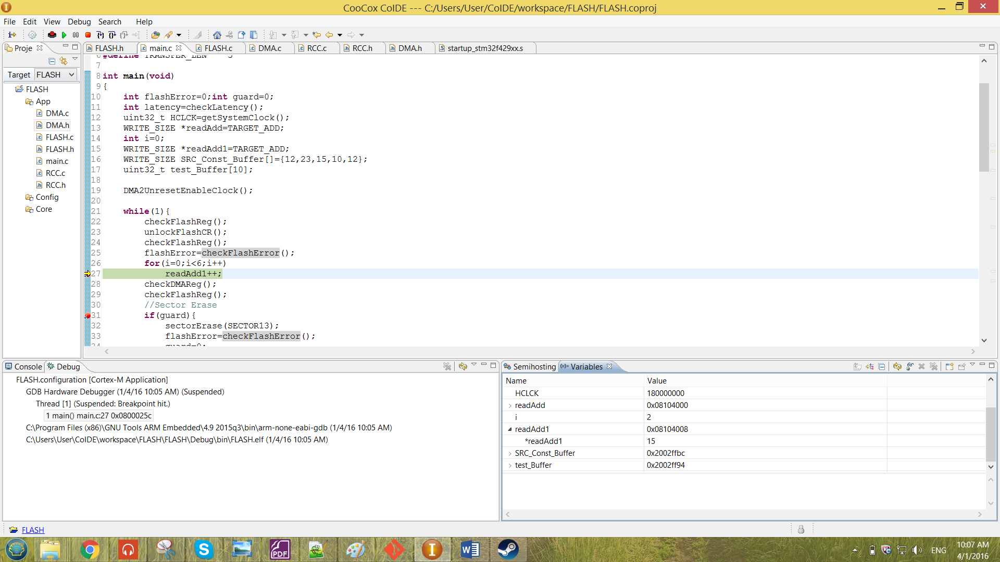 CooCox CoIDE --- C:/Users/User/CoIDE/workspace/FLASH/FLASH.coproj
File Edit View Debug Search Help
Proje
Target FLASH
FLASH
App
DMA.c
DMA.h
FLASH.c
FLASH.h
main.c
RCC.c
RCC.h
Config
Core
FLASH.h main.c FLASH.c DMA.c RCC.c RCC.h DMA.h startup_stm32f429xx.s
6 #define TRANSFER_LEN 5
7
8 int main(void)
9 {
10 int flashError=0;int guard=0;
11 int latency=checkLatency();
12 uint32_t HCLCK=getSystemClock();
13 WRITE_SIZE *readAdd=TARGET_ADD;
14 int i=0;
15 WRITE_SIZE *readAdd1=TARGET_ADD;
16 WRITE_SIZE SRC_Const_Buffer[]={12,23,15,10,12};
17 uint32_t test_Buffer[10];
18
19 DMA2UnresetEnableClock();
20
21 while(1){
22 checkFlashReg();
23 unlockFlashCR();
24 checkFlashReg();
25 flashError=checkFlashError();
26 for(i=0;i<6;i++)
27 readAdd1++;
28 checkDMAReg();
29 checkFlashReg();
30 //Sector Erase
31 if(guard){
32 sectorErase(SECTOR13);
33 flashError=checkFlashError();
34 guard=0;
Console Debug
FLASH.configuration [Cortex-M Application]
GDB Hardware Debugger (1/4/16 10:05 AM) (Suspended)
Thread [1] (Suspended: Breakpoint hit.)
1 main() main.c:27 0x0800025c
C:\Program Files (x86)\GNU Tools ARM Embedded\4.9 2015q3\bin\arm-none-eabi-gdb (1/4/16 10:05 AM)
C:\Users\User\CoIDE\workspace\FLASH\FLASH\Debug\bin\FLASH.elf (1/4/16 10:05 AM)
Semihosting Variables
Name Value
HCLCK 180000000
readAdd 0x08104000
i 2
readAdd1 0x08104008
*readAdd1 15
SRC_Const_Buffer 0x2002ffbc
test_Buffer 0x2002ff94
FLASH
PDF
ENG
10:07 AM
4/1/2016